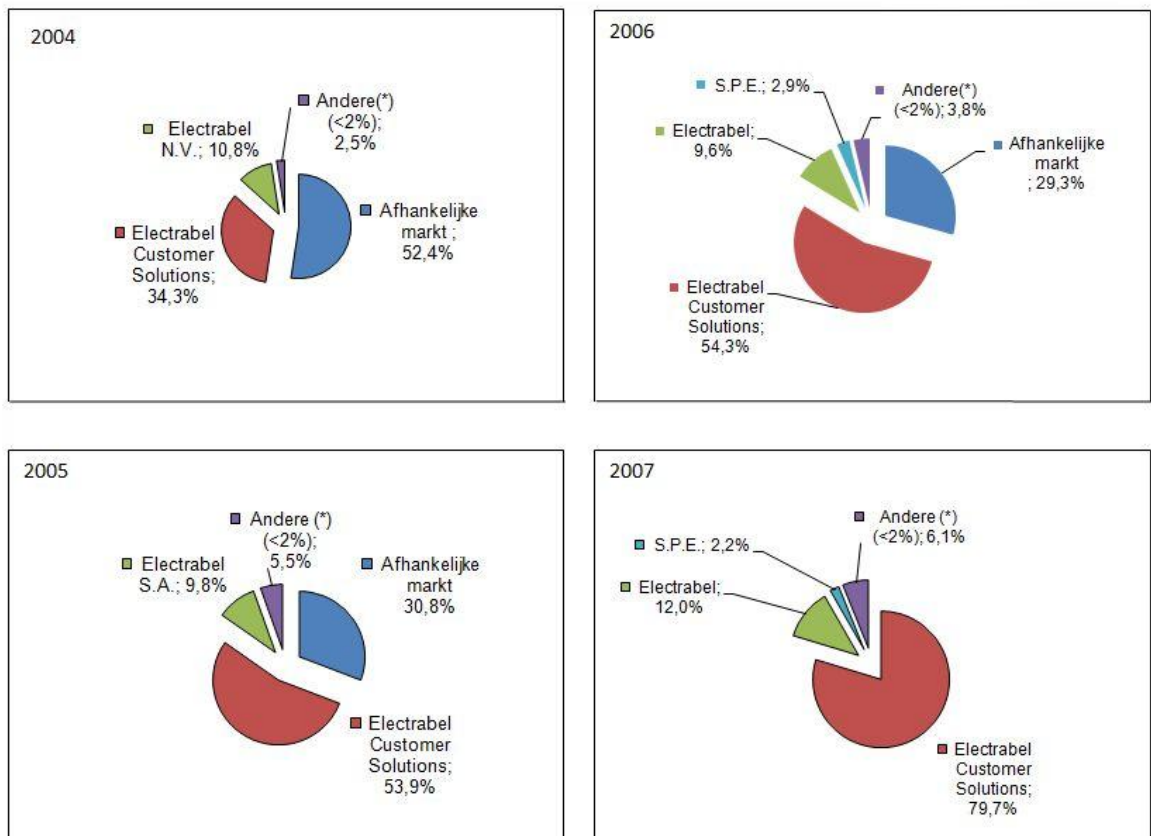 2004
Andere(*)
(<2%);
2,5%
Electrabel
N.V.; 10,8%
Afhankelijke
markt ;
52,4%
Electrabel
Customer
Solutions;
34,3%
2006
S.P.E.; 2,9%
Andere(*)
(<2%); 3,8%
Electrabel;
9,6%
Afhankelijke
markt
; 29,3%
Electrabel
Customer
Solutions;
54,3%
2005
Andere (*)
(<2%);
5,5%
Electrabel
S.A.; 9,8%
Afhankelijke
markt
30,8%
Electrabel
Customer
Solutions;
53,9%
2007
Andere (*)
(<2%); 6,1%
S.P.E.; 2,2%
Electrabel;
12,0%
Electrabel
Customer
Solutions;
79,7%